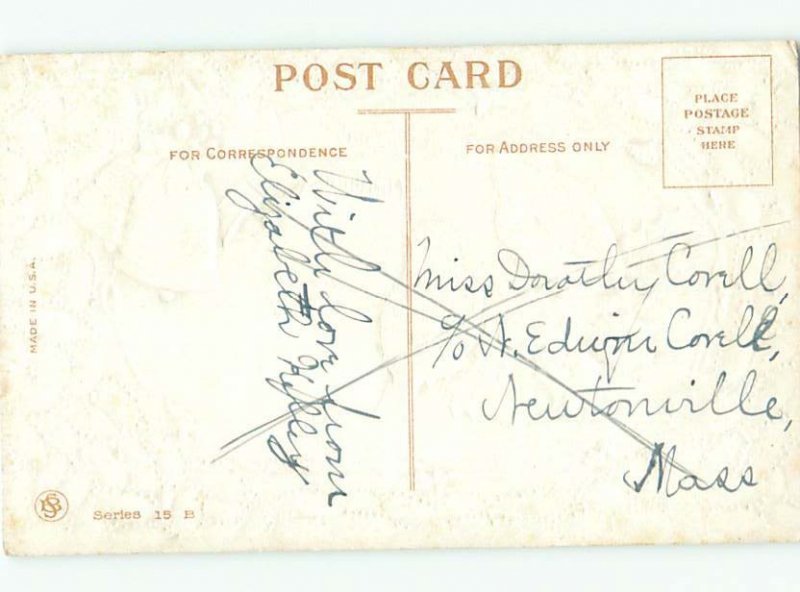 POST CARD
PLACE
POSTAGE
STAMP
HERE
FOR CORRESPONDENCE
FOR ADDRESS ONLY
With love from
Elizabeth Kelley
Miss Dorothy Corell,
c/o A. Edwin Corell,
Newtonville,
Mass
MADE IN U.S.A.
Series 15 B